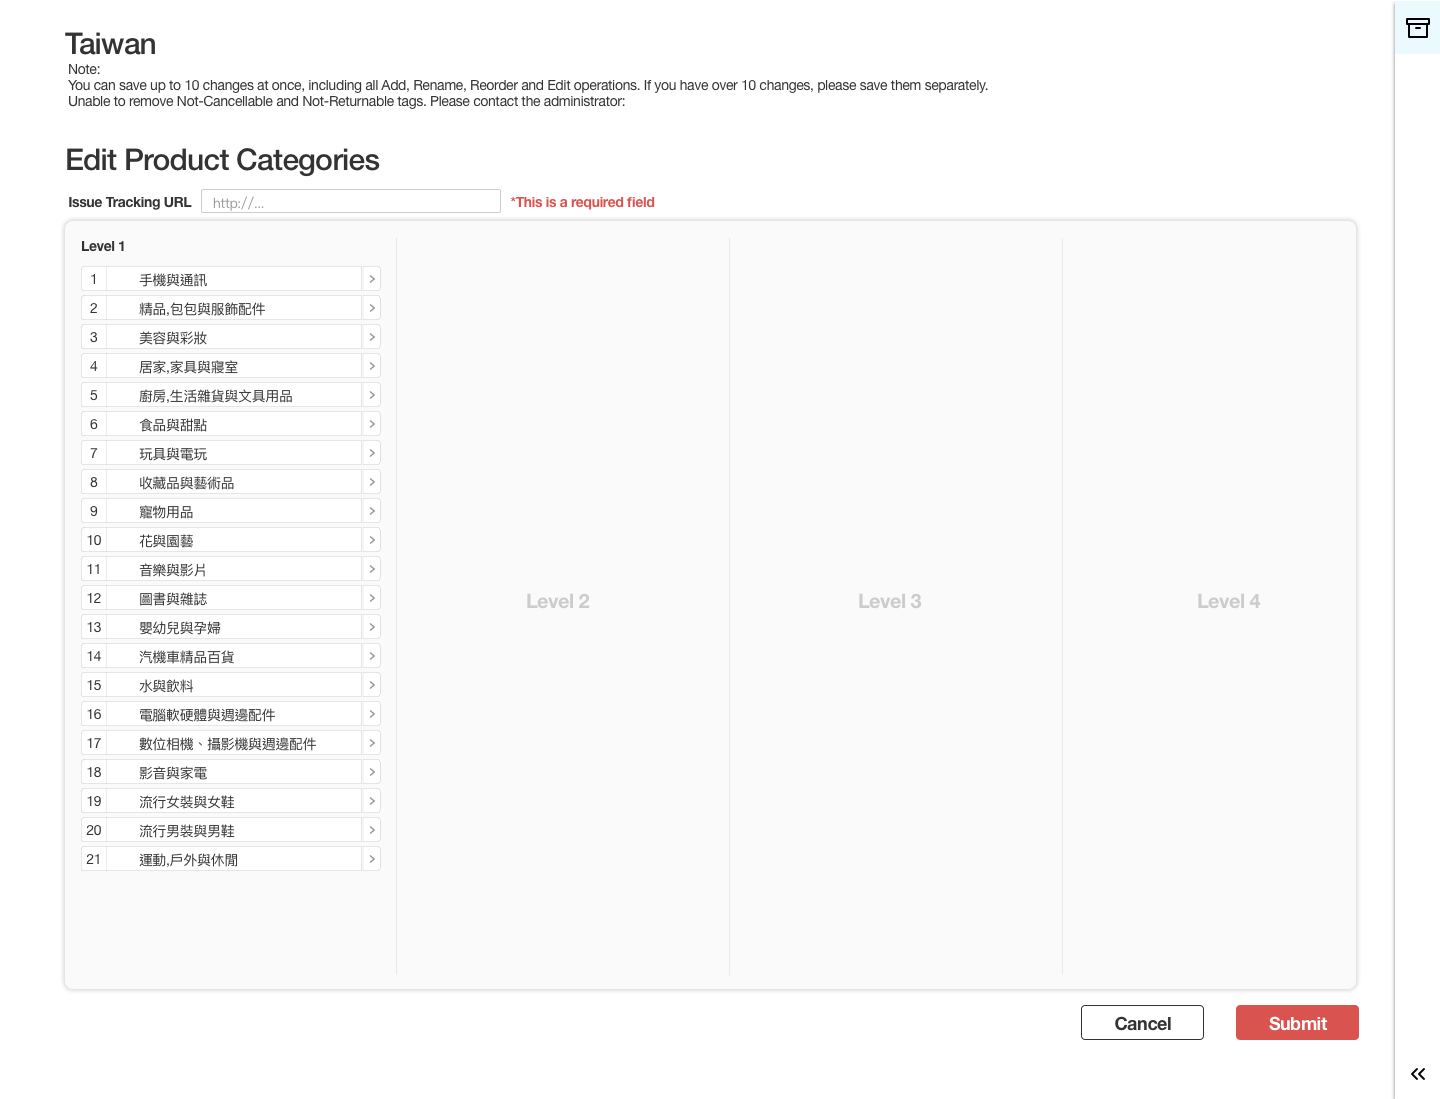 Taiwan
Note:
You can save up to 10 changes at once, including all Add, Rename, Reorder and Edit operations. If you have over 10 changes, please save them separately.
Unable to remove Not-Cancellable and Not-Returnable tags. Please contact the administrator:
Edit Product Categories
Issue Tracking URL http://... *This is a required field
Level 1
1 手機與通訊
2 精品,包包與服飾配件
3 美容與彩妝
4 居家,家具與寢室
5 廚房,生活雜貨與文具用品
6 食品與甜點
7 玩具與電玩
8 收藏品與藝術品
9 寵物用品
10 花與園藝
11 音樂與影片
12 圖書與雜誌
13 嬰幼兒與孕婦
14 汽機車精品百貨
15 水與飲料
16 電腦軟硬體與週邊配件
17 數位相機、攝影機與週邊配件
18 影音與家電
19 流行女裝與女鞋
20 流行男裝與男鞋
21 運動,戶外與休閒
Level 2
Level 3
Level 4
Cancel
Submit